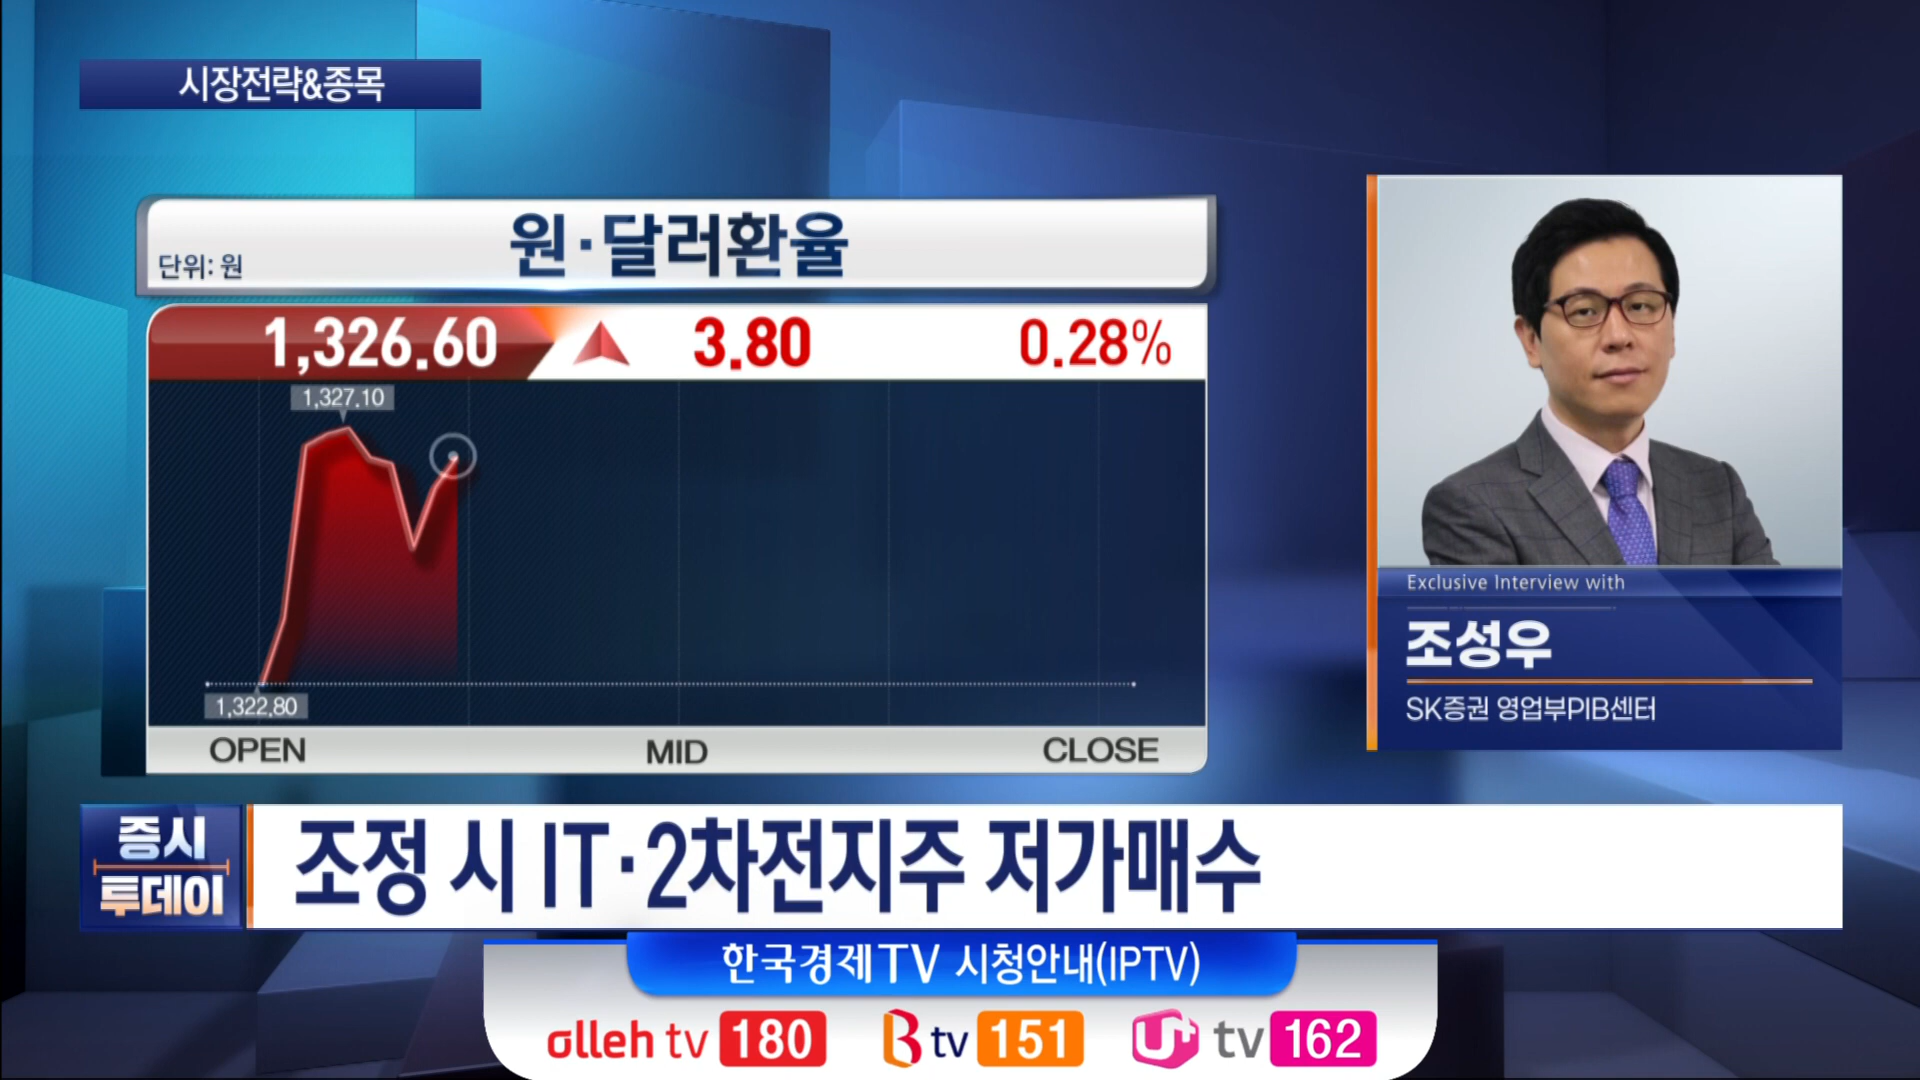 시장전략&종목
원·달러환율
단위: 원
1,326.60 3.80 0.28%
1,327.10
1,322.80
OPEN MID CLOSE
Exclusive Interview with
조성우
SK증권 영업부PIB센터
증시
투데이
조정 시 IT·2차전지주 저가매수
한국경제TV 시청안내(IPTV)
olleh tv 180 B tv 151 U+ tv 162